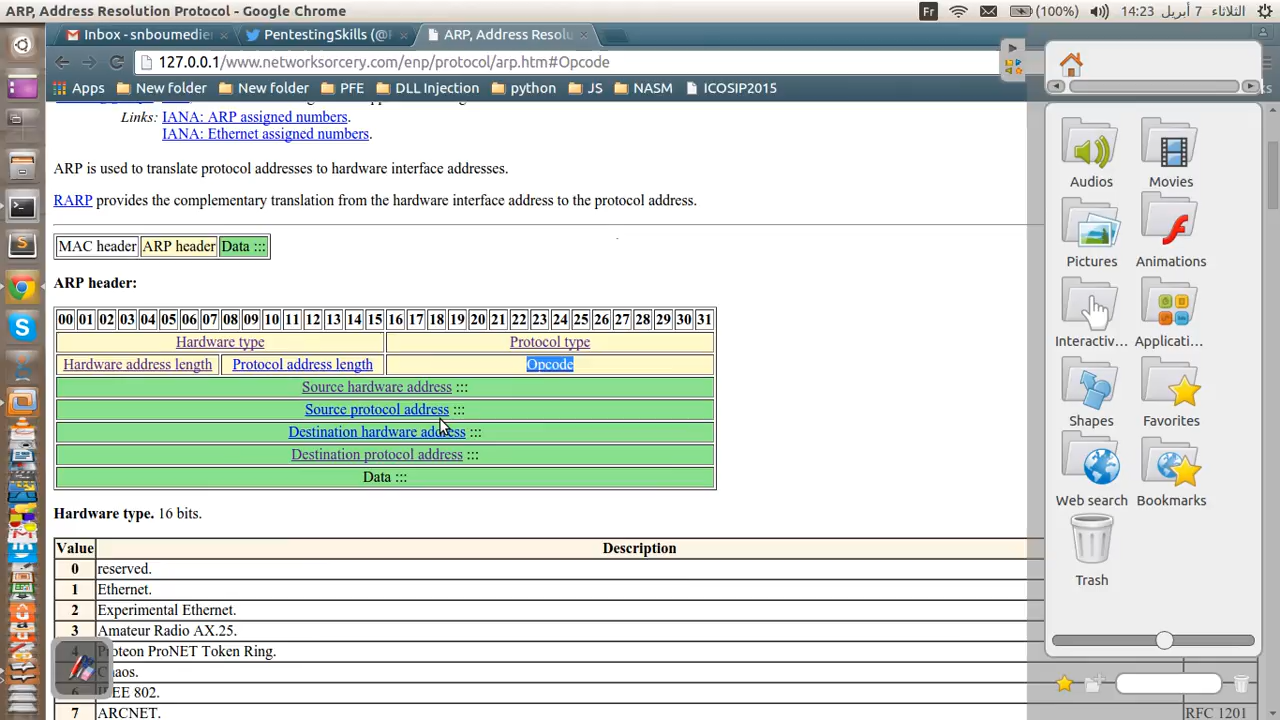 ARP, Address Resolution Protocol - Google Chrome
Fr (100%) 14:23 الثلاثاء 7 أبريل
Inbox - snboumedie
PentestingSkills (@
ARP, Address Resolu
127.0.0.1/www.networksorcery.com/enp/protocol/arp.htm#Opcode
Apps New folder New folder PFE DLL Injection python JS NASM ICOSIP2015
Links: IANA: ARP assigned numbers.
IANA: Ethernet assigned numbers.
ARP is used to translate protocol addresses to hardware interface addresses.
RARP provides the complementary translation from the hardware interface address to the protocol address.
MAC header ARP header Data :::
ARP header:
00 01 02 03 04 05 06 07 08 09 10 11 12 13 14 15 16 17 18 19 20 21 22 23 24 25 26 27 28 29 30 31
Hardware type Protocol type
Hardware address length Protocol address length Opcode
Source hardware address :::
Source protocol address :::
Destination hardware address :::
Destination protocol address :::
Data :::
Hardware type. 16 bits.
Value Description
0 reserved.
1 Ethernet.
2 Experimental Ethernet.
3 Amateur Radio AX.25.
4 Proteon ProNET Token Ring.
Chaos.
6 IEEE 802.
7 ARCNET. RFC 1201
Audios Movies
Pictures Animations
Interactiv... Applicati...
Shapes Favorites
Web search Bookmarks
Trash